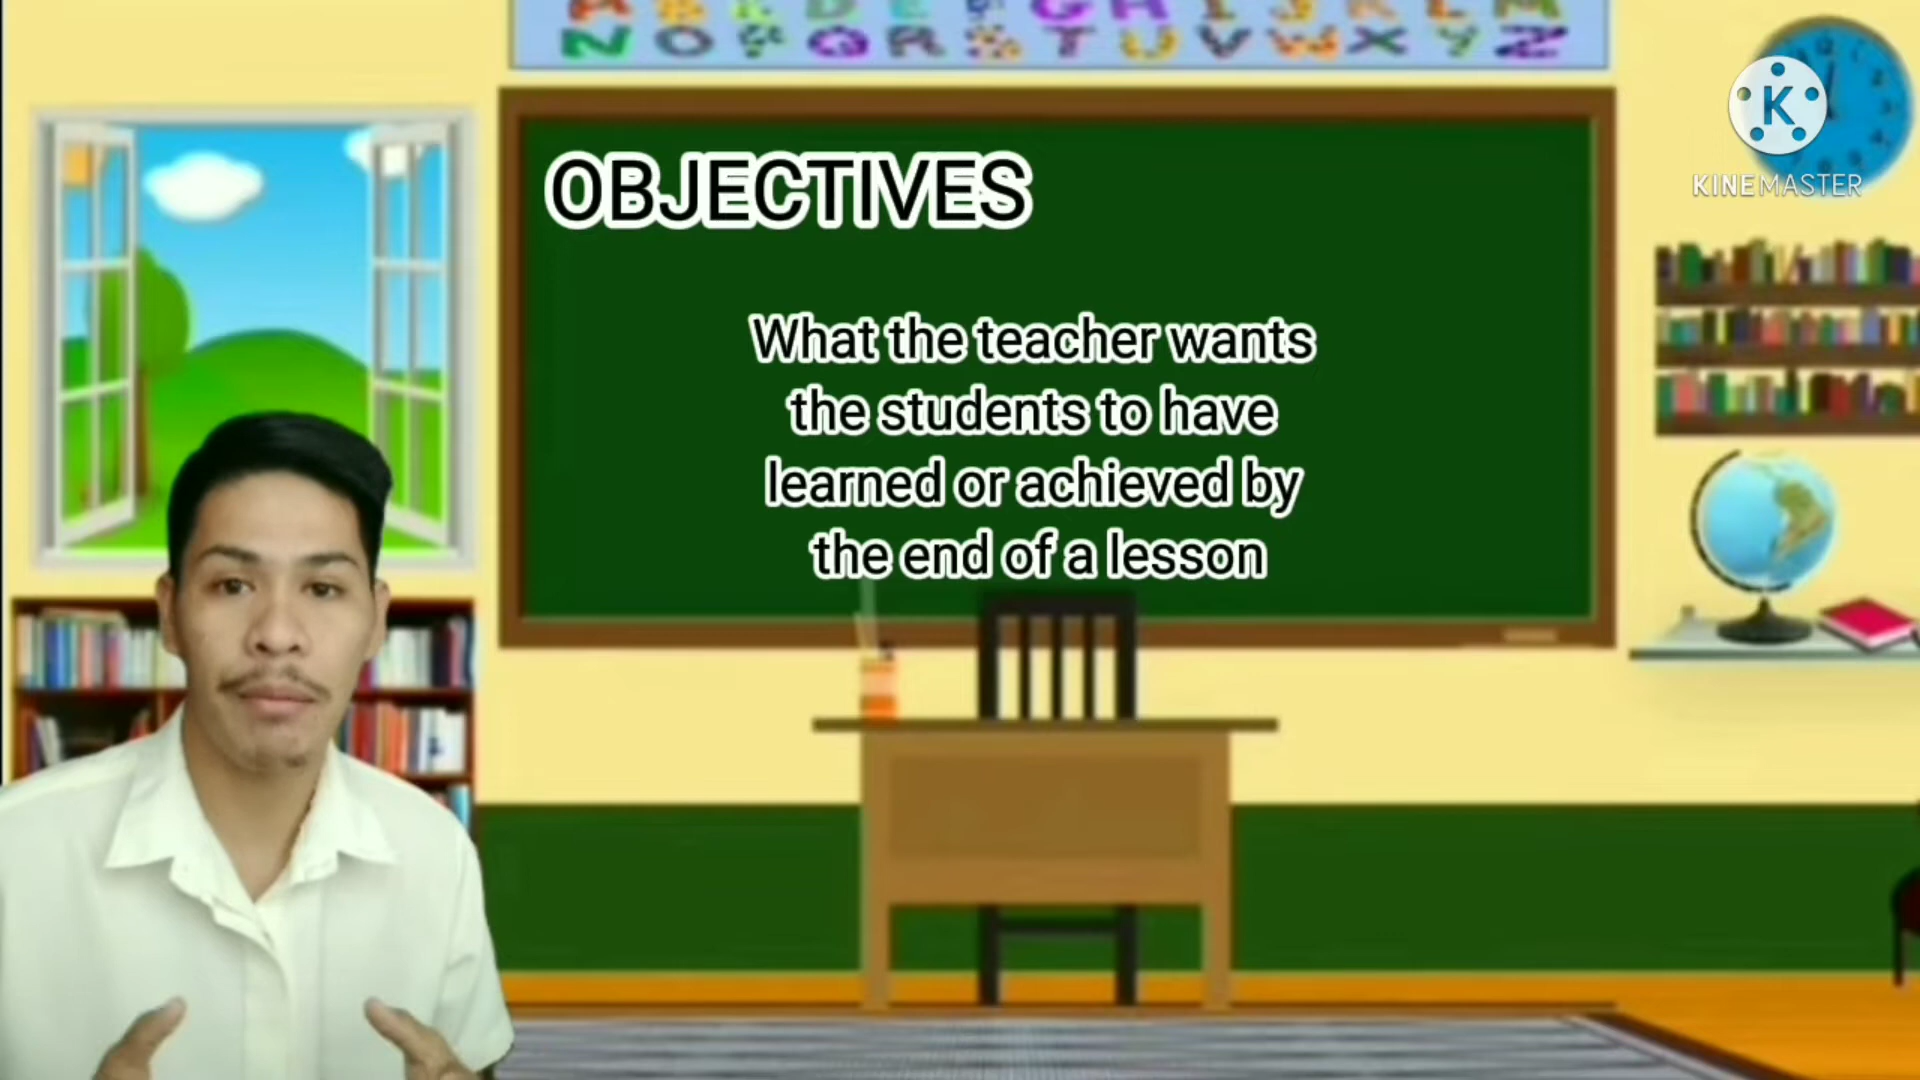 A B C D E F G H I J K L M
N O P Q R S T U V W X Y Z
K
KINEMASTER
OBJECTIVES
What the teacher wants
the students to have
learned or achieved by
the end of a lesson